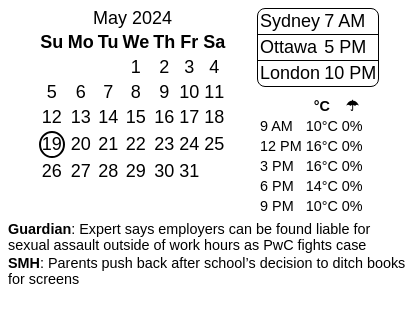 May 2024
Su Mo Tu We Th Fr Sa
1 2 3 4
5 6 7 8 9 10 11
12 13 14 15 16 17 18
19 20 21 22 23 24 25
26 27 28 29 30 31
Sydney 7 AM
Ottawa 5 PM
London 10 PM
°C ☂
9 AM 10°C 0%
12 PM 16°C 0%
3 PM 16°C 0%
6 PM 14°C 0%
9 PM 10°C 0%
Guardian: Expert says employers can be found liable for
sexual assault outside of work hours as PwC fights case
SMH: Parents push back after school’s decision to ditch books
for screens